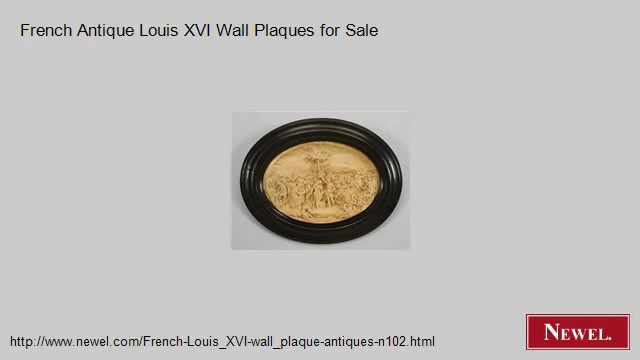 French Antique Louis XVI Wall Plaques for Sale
NEWEL.
http://www.newel.com/French-Louis_XVI-wall_plaque-antiques-n102.html